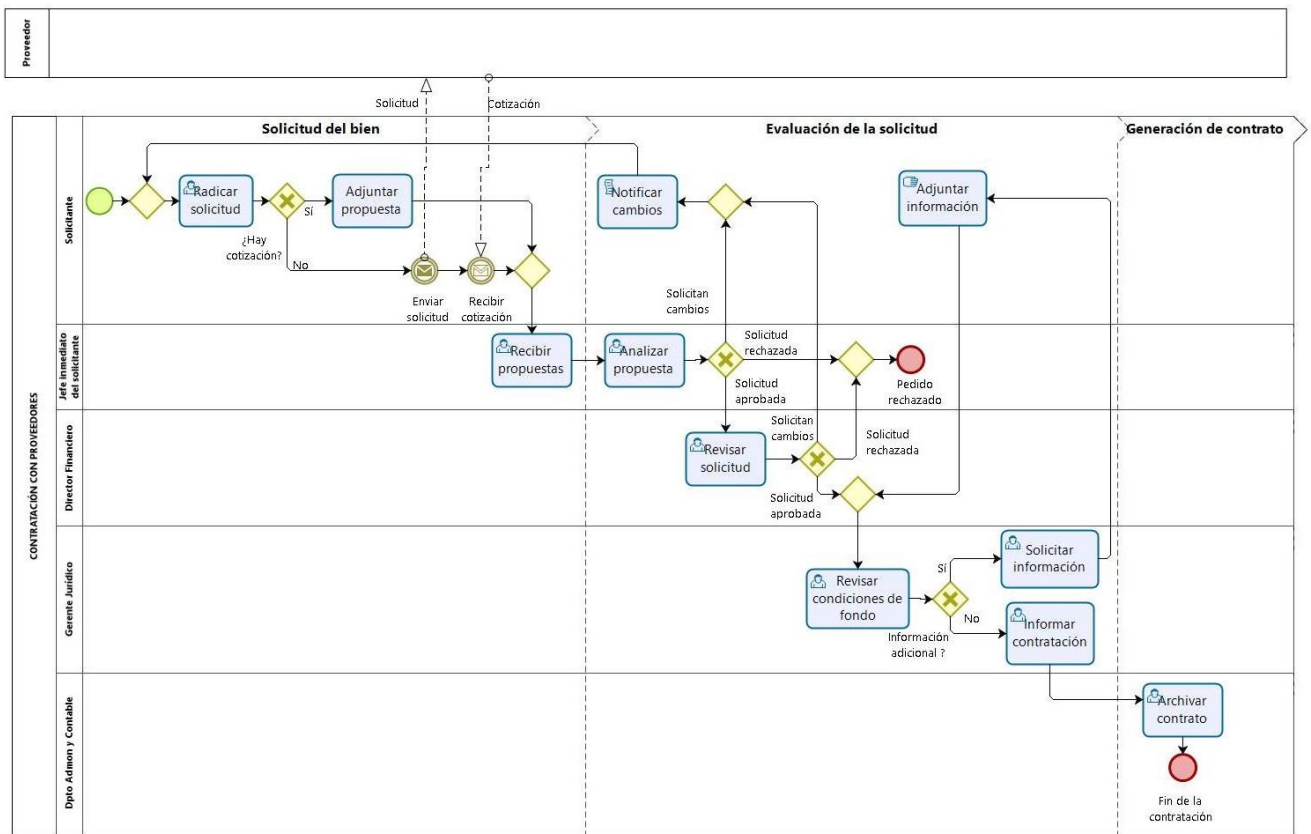 Proveedor
Solicitud
Cotización
CONTRATACIÓN CON PROVEEDORES
Solicitud del bien
Evaluación de la solicitud
Generación de contrato
Solicitante
Radicar
solicitud
¿Hay
cotización?
Sí
No
Adjuntar
propuesta
Enviar
solicitud
Recibir
cotización
Notificar
cambios
Solicitan
cambios
Adjuntar
información
Jefe inmediato
del solicitante
Recibir
propuestas
Analizar
propuesta
Solicitud
rechazada
Solicitud
aprobada
Pedido
rechazado
Director Financiero
Revisar
solicitud
Solicitan
cambios
Solicitud
rechazada
Solicitud
aprobada
Gerente Jurídico
Revisar
condiciones de
fondo
Información
adicional ?
Sí
No
Solicitar
información
Informar
contratación
Dpto Admon y Contable
Archivar
contrato
Fin de la
contratación